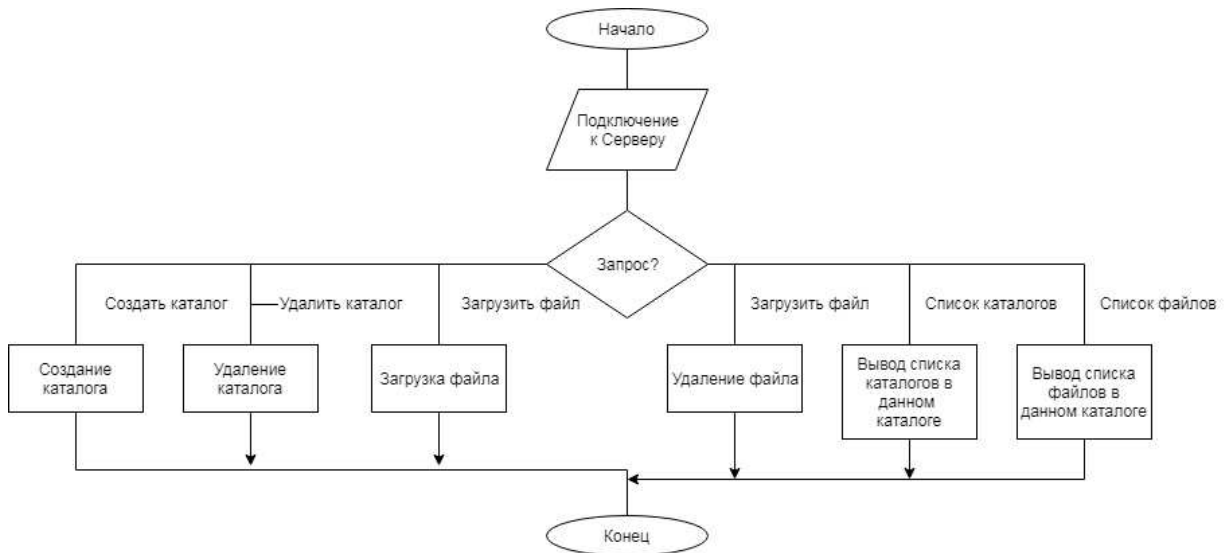 Начало
Подключение
к Серверу
Запрос?
Создать каталог
Удалить каталог
Загрузить файл
Загрузить файл
Список каталогов
Список файлов
Создание
каталога
Удаление
каталога
Загрузка файла
Удаление файла
Вывод списка
каталогов в
данном
каталоге
Вывод списка
файлов в
данном каталоге
Конец